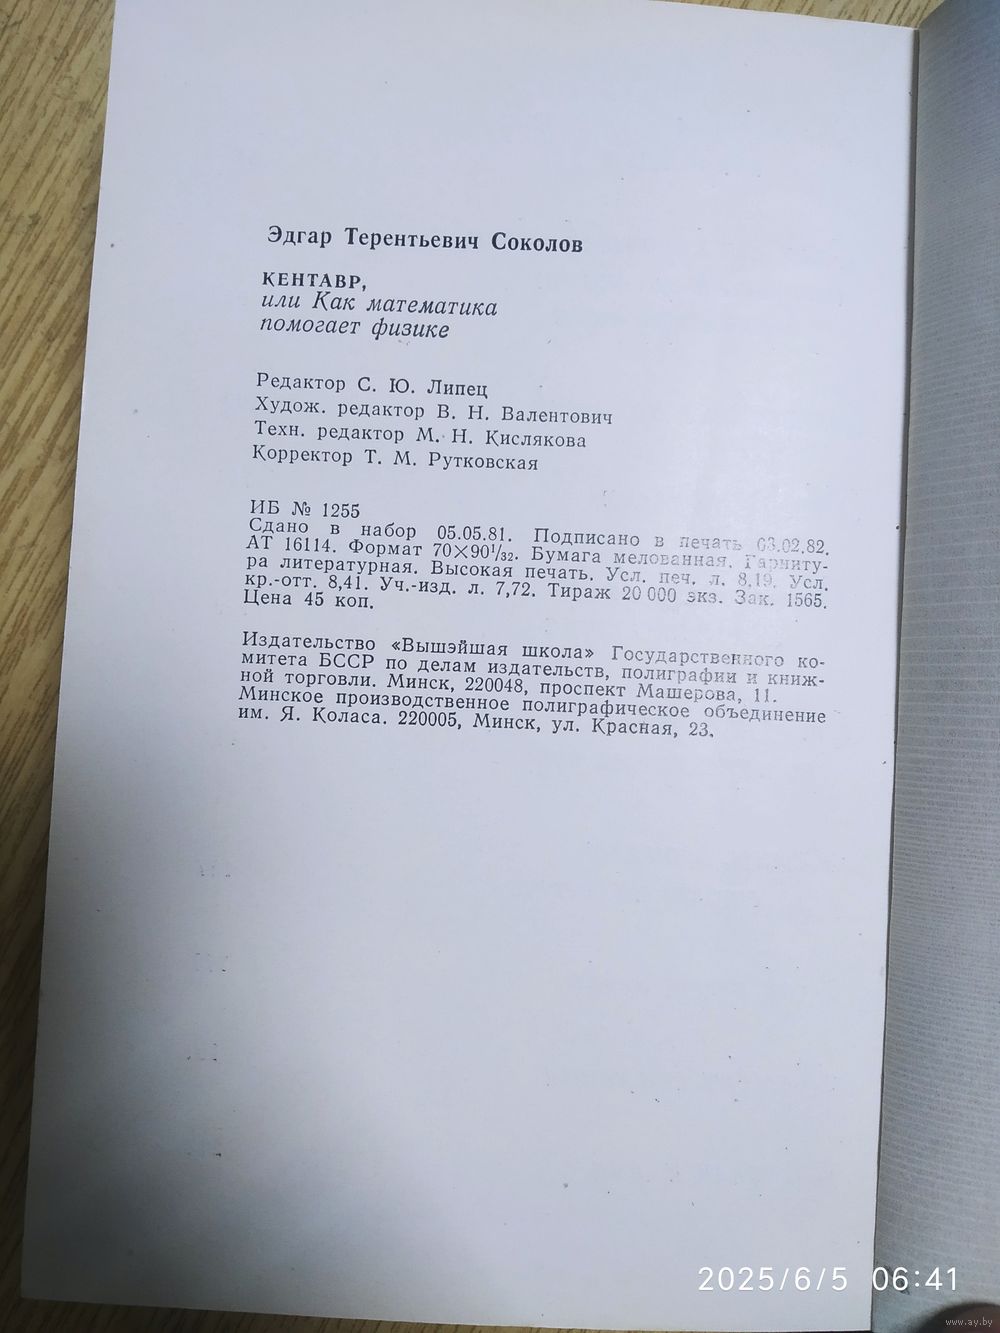 Эдгар Терентьевич Соколов
КЕНТАВР,
или Как математика
помогает физике
Редактор С. Ю. Липец
Худож. редактор В. Н. Валентович
Техн. редактор М. Н. Кислякова
Корректор Т. М. Рутковская
ИБ № 1255
Сдано в набор 05.05.81. Подписано в печать 03.02.82.
АТ 16114. Формат 70×90¹/₃₂. Бумага мелованная. Гарниту-
ра литературная. Высокая печать. Усл. печ. л. 8,19. Усл.
кр.-отт. 8,41. Уч.-изд. л. 7,72. Тираж 20 000 экз. Зак. 1565.
Цена 45 коп.
Издательство «Вышэйшая школа» Государственного ко-
митета БССР по делам издательств, полиграфии и книж-
ной торговли. Минск, 220048, проспект Машерова, 11.
Минское производственное полиграфическое объединение
им. Я. Коласа. 220005, Минск, ул. Красная, 23.
2025/6/5 06:41
www.ay.by